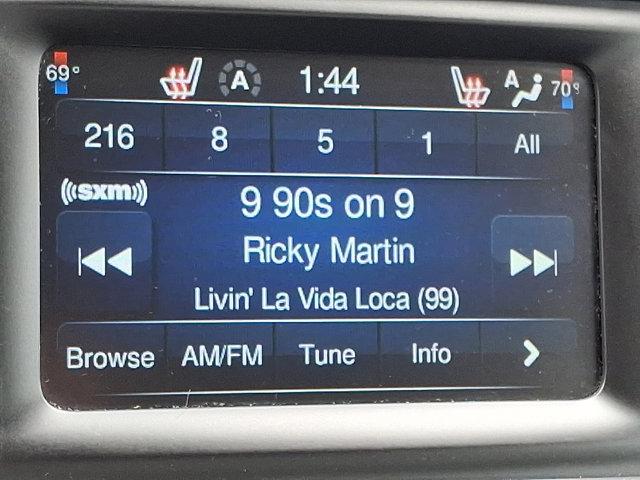 69° A 1:44 A 70°
216 8 5 1 All
((sxm))
9 90s on 9
Ricky Martin
Livin' La Vida Loca (99)
Browse AM/FM Tune Info